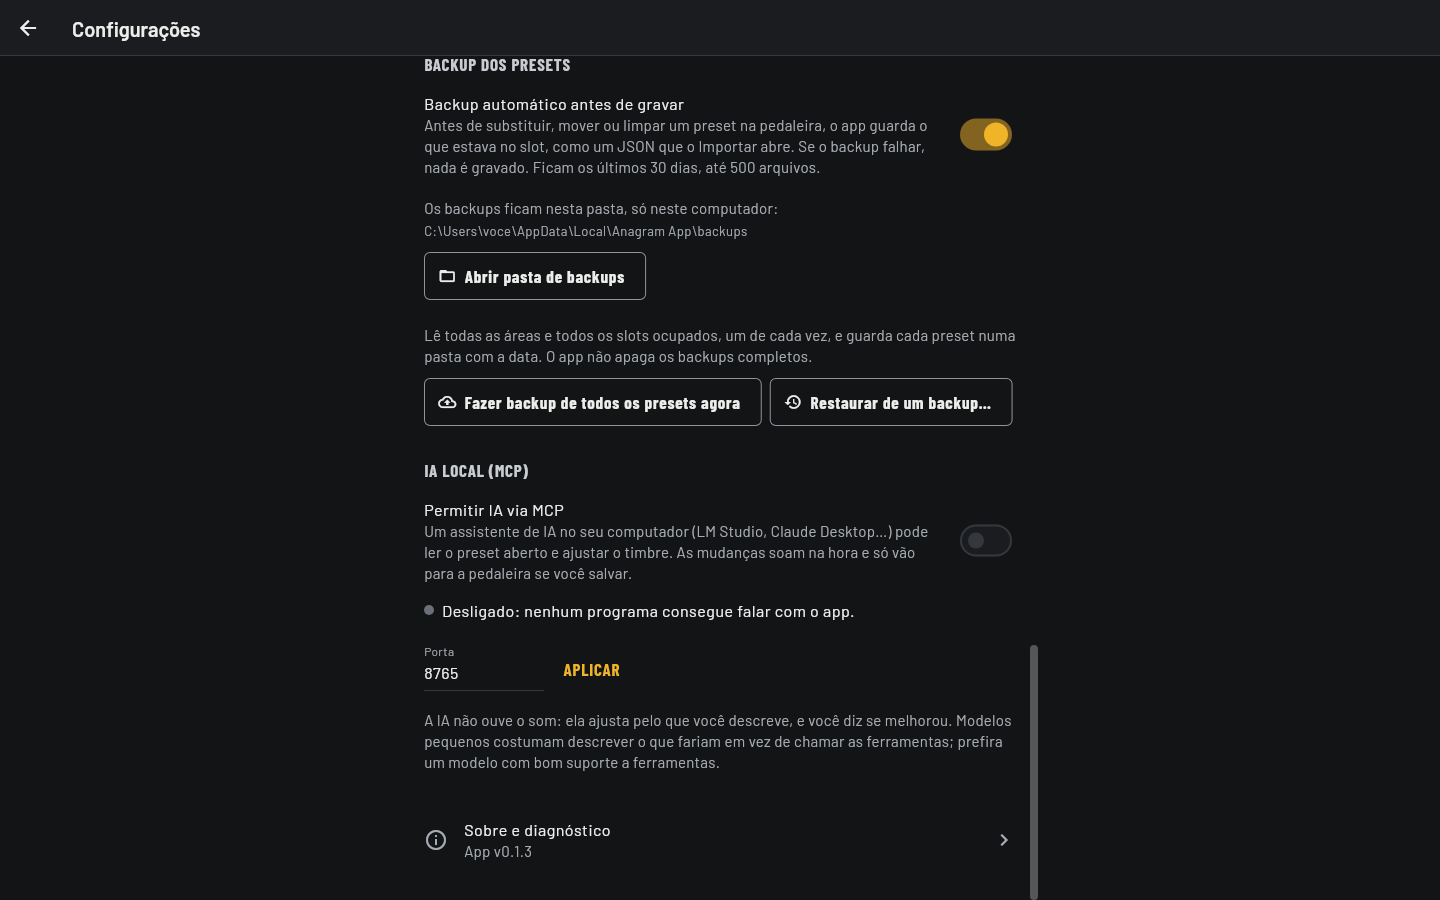 Configurações
BACKUP DOS PRESETS
Backup automático antes de gravar
Antes de substituir, mover ou limpar um preset na pedaleira, o app guarda o
que estava no slot, como um JSON que o Importar abre. Se o backup falhar,
nada é gravado. Ficam os últimos 30 dias, até 500 arquivos.
Os backups ficam nesta pasta, só neste computador:
C:\Users\voce\AppData\Local\Anagram App\backups
Abrir pasta de backups
Lê todas as áreas e todos os slots ocupados, um de cada vez, e guarda cada preset numa
pasta com a data. O app não apaga os backups completos.
Fazer backup de todos os presets agora
Restaurar de um backup...
IA LOCAL (MCP)
Permitir IA via MCP
Um assistente de IA no seu computador (LM Studio, Claude Desktop...) pode
ler o preset aberto e ajustar o timbre. As mudanças soam na hora e só vão
para a pedaleira se você salvar.
Desligado: nenhum programa consegue falar com o app.
Porta
8765
APLICAR
A IA não ouve o som: ela ajusta pelo que você descreve, e você diz se melhorou. Modelos
pequenos costumam descrever o que fariam em vez de chamar as ferramentas; prefira
um modelo com bom suporte a ferramentas.
Sobre e diagnóstico
App v0.1.3